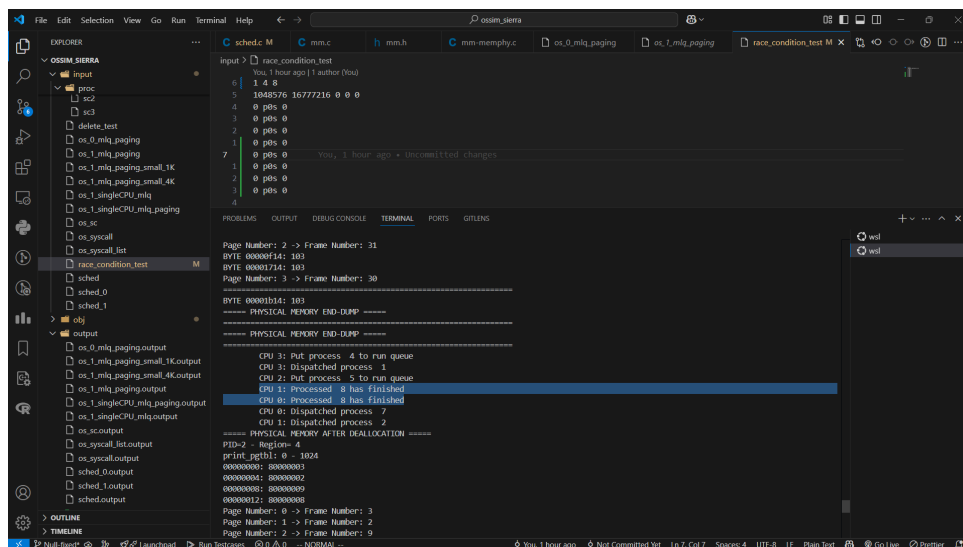 File Edit Selection View Go Run Terminal Help
ossim_sierra
EXPLORER
sched.c M
mm.c
mm.h
mm-memphy.c
os_0_mlq_paging
os_1_mlq_paging
race_condition_test M
OSSIM_SIERRA
input
proc
sc2
sc3
delete_test
os_0_mlq_paging
os_1_mlq_paging
os_1_mlq_paging_small_1K
os_1_mlq_paging_small_4K
os_1_singleCPU_mlq
os_1_singleCPU_mlq_paging
os_sc
os_syscall
os_syscall_list
race_condition_test M
sched
sched_0
sched_1
obj
output
os_0_mlq_paging.output
os_1_mlq_paging_small_1K.output
os_1_mlq_paging_small_4K.output
os_1_mlq_paging.output
os_1_singleCPU_mlq_paging.output
os_1_singleCPU_mlq.output
os_sc.output
os_syscall_list.output
os_syscall.output
sched_0.output
sched_1.output
sched.output
OUTLINE
TIMELINE
input > race_condition_test
You, 1 hour ago | 1 author (You)
6 1 4 8
5 1048576 16777216 0 0 0
4 0 p0s 0
3 0 p0s 0
2 0 p0s 0
1 0 p0s 0
7 0 p0s 0 You, 1 hour ago • Uncommitted changes
1 0 p0s 0
2 0 p0s 0
3 0 p0s 0
4
PROBLEMS OUTPUT DEBUG CONSOLE TERMINAL PORTS GITLENS
wsl
wsl
Page Number: 2 -> Frame Number: 31
BYTE 00000f14: 103
BYTE 00001714: 103
Page Number: 3 -> Frame Number: 30
================================================================
BYTE 00001b14: 103
===== PHYSICAL MEMORY END-DUMP =====
================================================================
===== PHYSICAL MEMORY END-DUMP =====
================================================================
CPU 3: Put process 4 to run queue
CPU 3: Dispatched process 1
CPU 2: Put process 5 to run queue
CPU 1: Processed 8 has finished
CPU 0: Processed 8 has finished
CPU 0: Dispatched process 7
CPU 1: Dispatched process 2
===== PHYSICAL MEMORY AFTER DEALLOCATION =====
PID=2 - Region= 4
print_pgtbl: 0 - 1024
00000000: 80000003
00000004: 80000002
00000008: 80000009
00000012: 80000008
Page Number: 0 -> Frame Number: 3
Page Number: 1 -> Frame Number: 2
Page Number: 2 -> Frame Number: 9
Null-fixed* Launchpad Run Testcases 0 0 -- NORMAL -- You, 1 hour ago Not Committed Yet Ln 7, Col 7 Spaces: 4 UTF-8 LF Plain Text Go Live Prettier